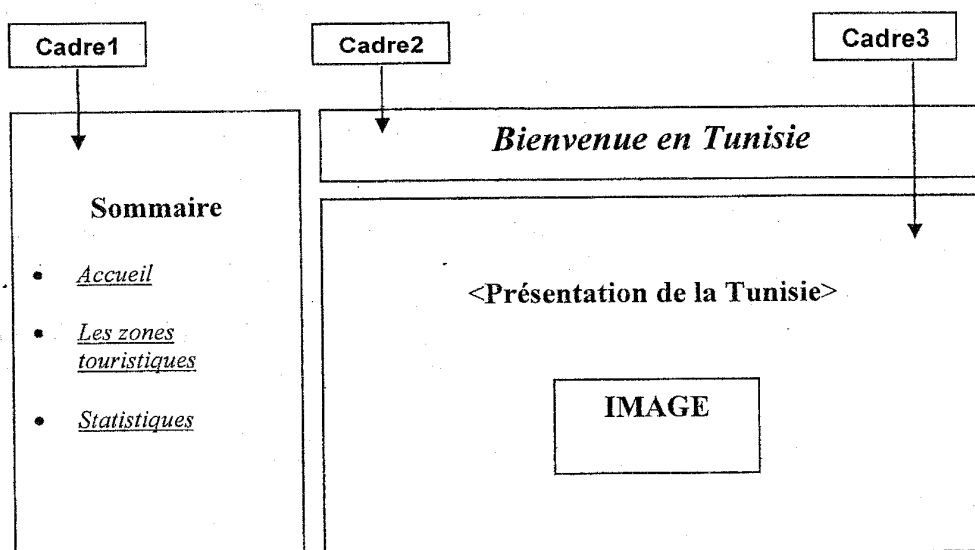 Cadre1
Cadre2
Cadre3
Bienvenue en Tunisie
Sommaire
• Accueil
• Les zones
touristiques
• Statistiques
<Présentation de la Tunisie>
IMAGE